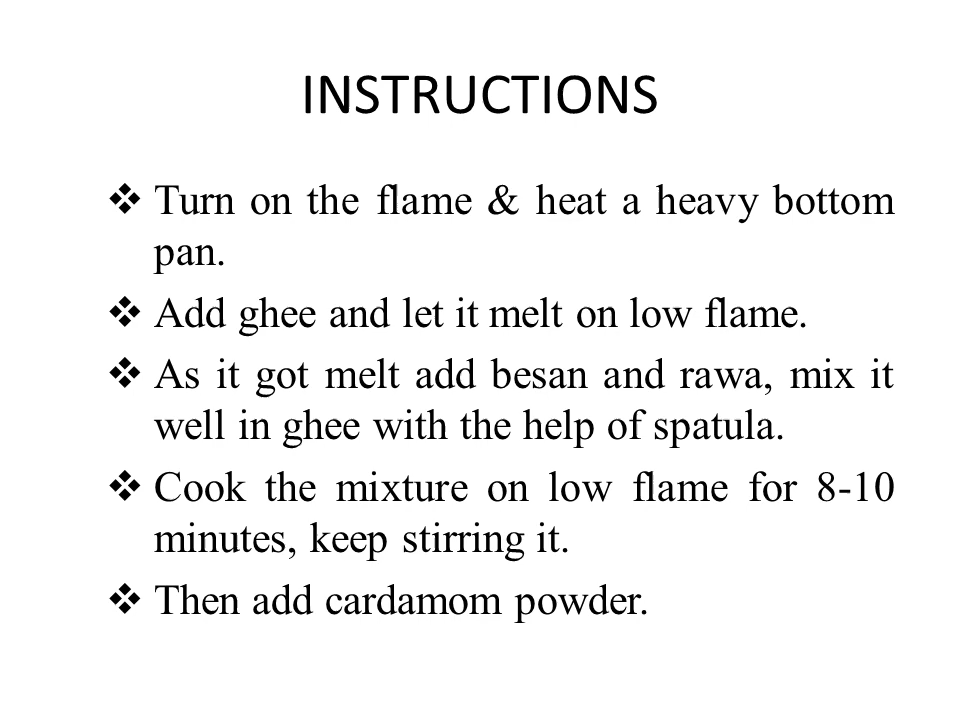 INSTRUCTIONS
❖ Turn on the flame & heat a heavy bottom
pan.
❖ Add ghee and let it melt on low flame.
❖ As it got melt add besan and rawa, mix it
well in ghee with the help of spatula.
❖ Cook the mixture on low flame for 8-10
minutes, keep stirring it.
❖ Then add cardamom powder.